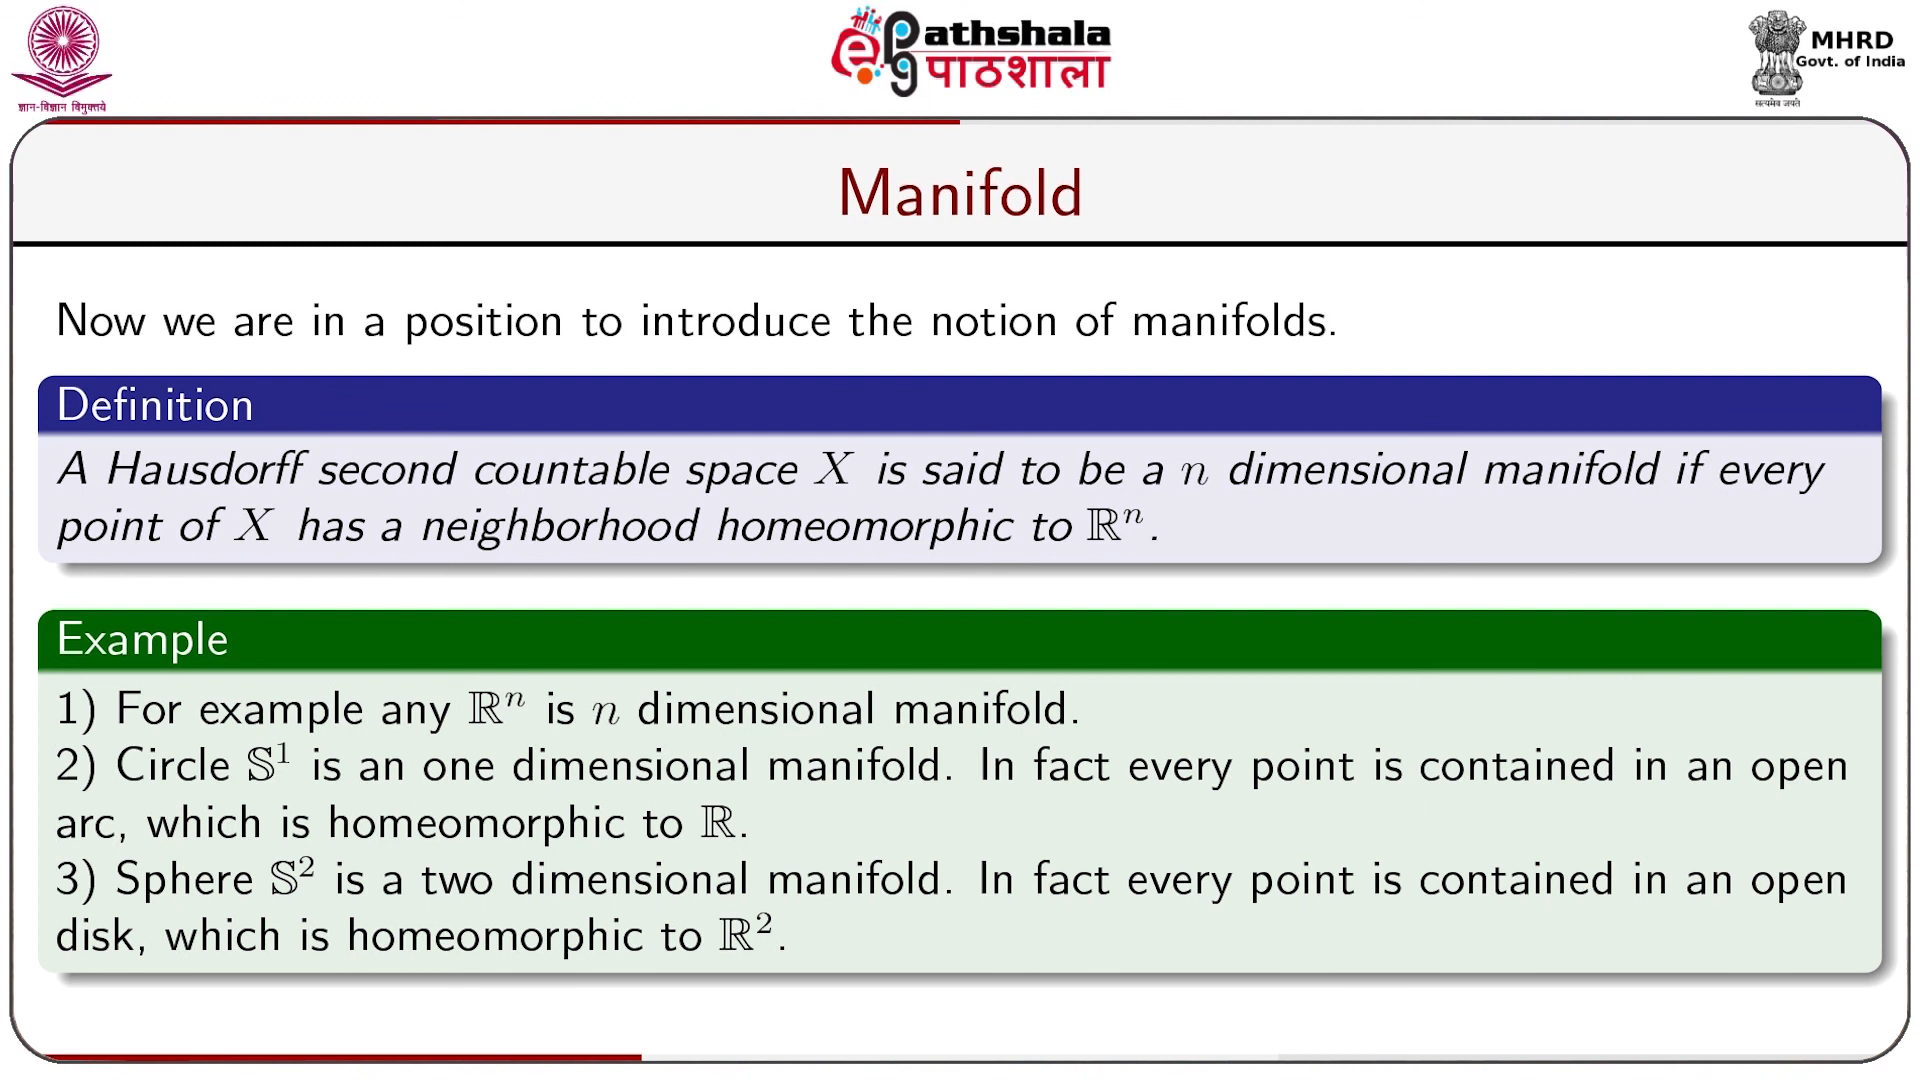 ज्ञान-विज्ञान विमुक्तये
e Pathshala
पाठशाला
MHRD
Govt. of India
सत्यमेव जयते
Manifold
Now we are in a position to introduce the notion of manifolds.
Definition
A Hausdorff second countable space X is said to be a n dimensional manifold if every
point of X has a neighborhood homeomorphic to ℝⁿ.
Example
1) For example any ℝⁿ is n dimensional manifold.
2) Circle 𝕊¹ is an one dimensional manifold. In fact every point is contained in an open
arc, which is homeomorphic to ℝ.
3) Sphere 𝕊² is a two dimensional manifold. In fact every point is contained in an open
disk, which is homeomorphic to ℝ².